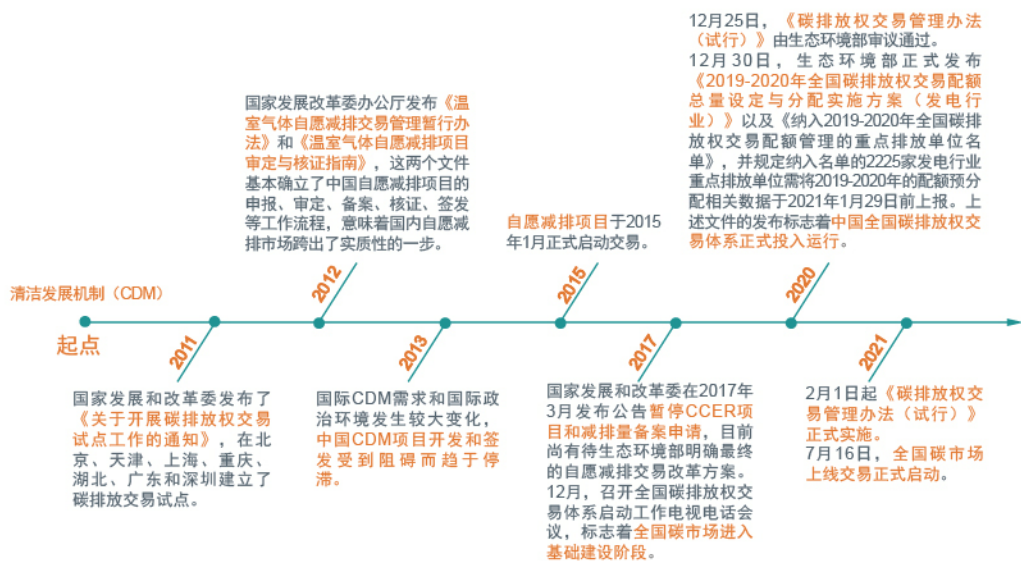 清洁发展机制（CDM）
起点
2011
国家发展和改革委发布了
《关于开展碳排放权交易
试点工作的通知》，在北
京、天津、上海、重庆、
湖北、广东和深圳建立了
碳排放交易试点。
国家发展改革委办公厅发布《温
室气体自愿减排交易管理暂行办
法》和《温室气体自愿减排项目
审定与核证指南》，这两个文件
基本确立了中国自愿减排项目的
申报、审定、备案、核证、签发
等工作流程，意味着国内自愿减
排市场跨出了实质性的一步。
2012
2013
国际CDM需求和国际政
治环境发生较大变化，
中国CDM项目开发和签
发受到阻碍而趋于停
滞。
自愿减排项目于2015
年1月正式启动交易。
2015
2017
国家发展和改革委在2017年
3月发布公告暂停CCER项
目和减排量备案申请，目前
尚有待生态环境部明确最终
的自愿减排交易改革方案。
12月，召开全国碳排放权交
易体系启动工作电视电话会
议，标志着全国碳市场进入
基础建设阶段。
12月25日，《碳排放权交易管理办法
（试行）》由生态环境部审议通过。
12月30日，生态环境部正式发布
《2019-2020年全国碳排放权交易配额
总量设定与分配实施方案（发电行
业）》以及《纳入2019-2020年全国碳排
放权交易配额管理的重点排放单位名
单》，并规定纳入名单的2225家发电行业
重点排放单位需将2019-2020年的配额预分
配相关数据于2021年1月29日前上报。上
述文件的发布标志着中国全国碳排放权交
易体系正式投入运行。
2020
2021
2月1日起《碳排放权交
易管理办法（试行）》
正式实施。
7月16日，全国碳市场
上线交易正式启动。